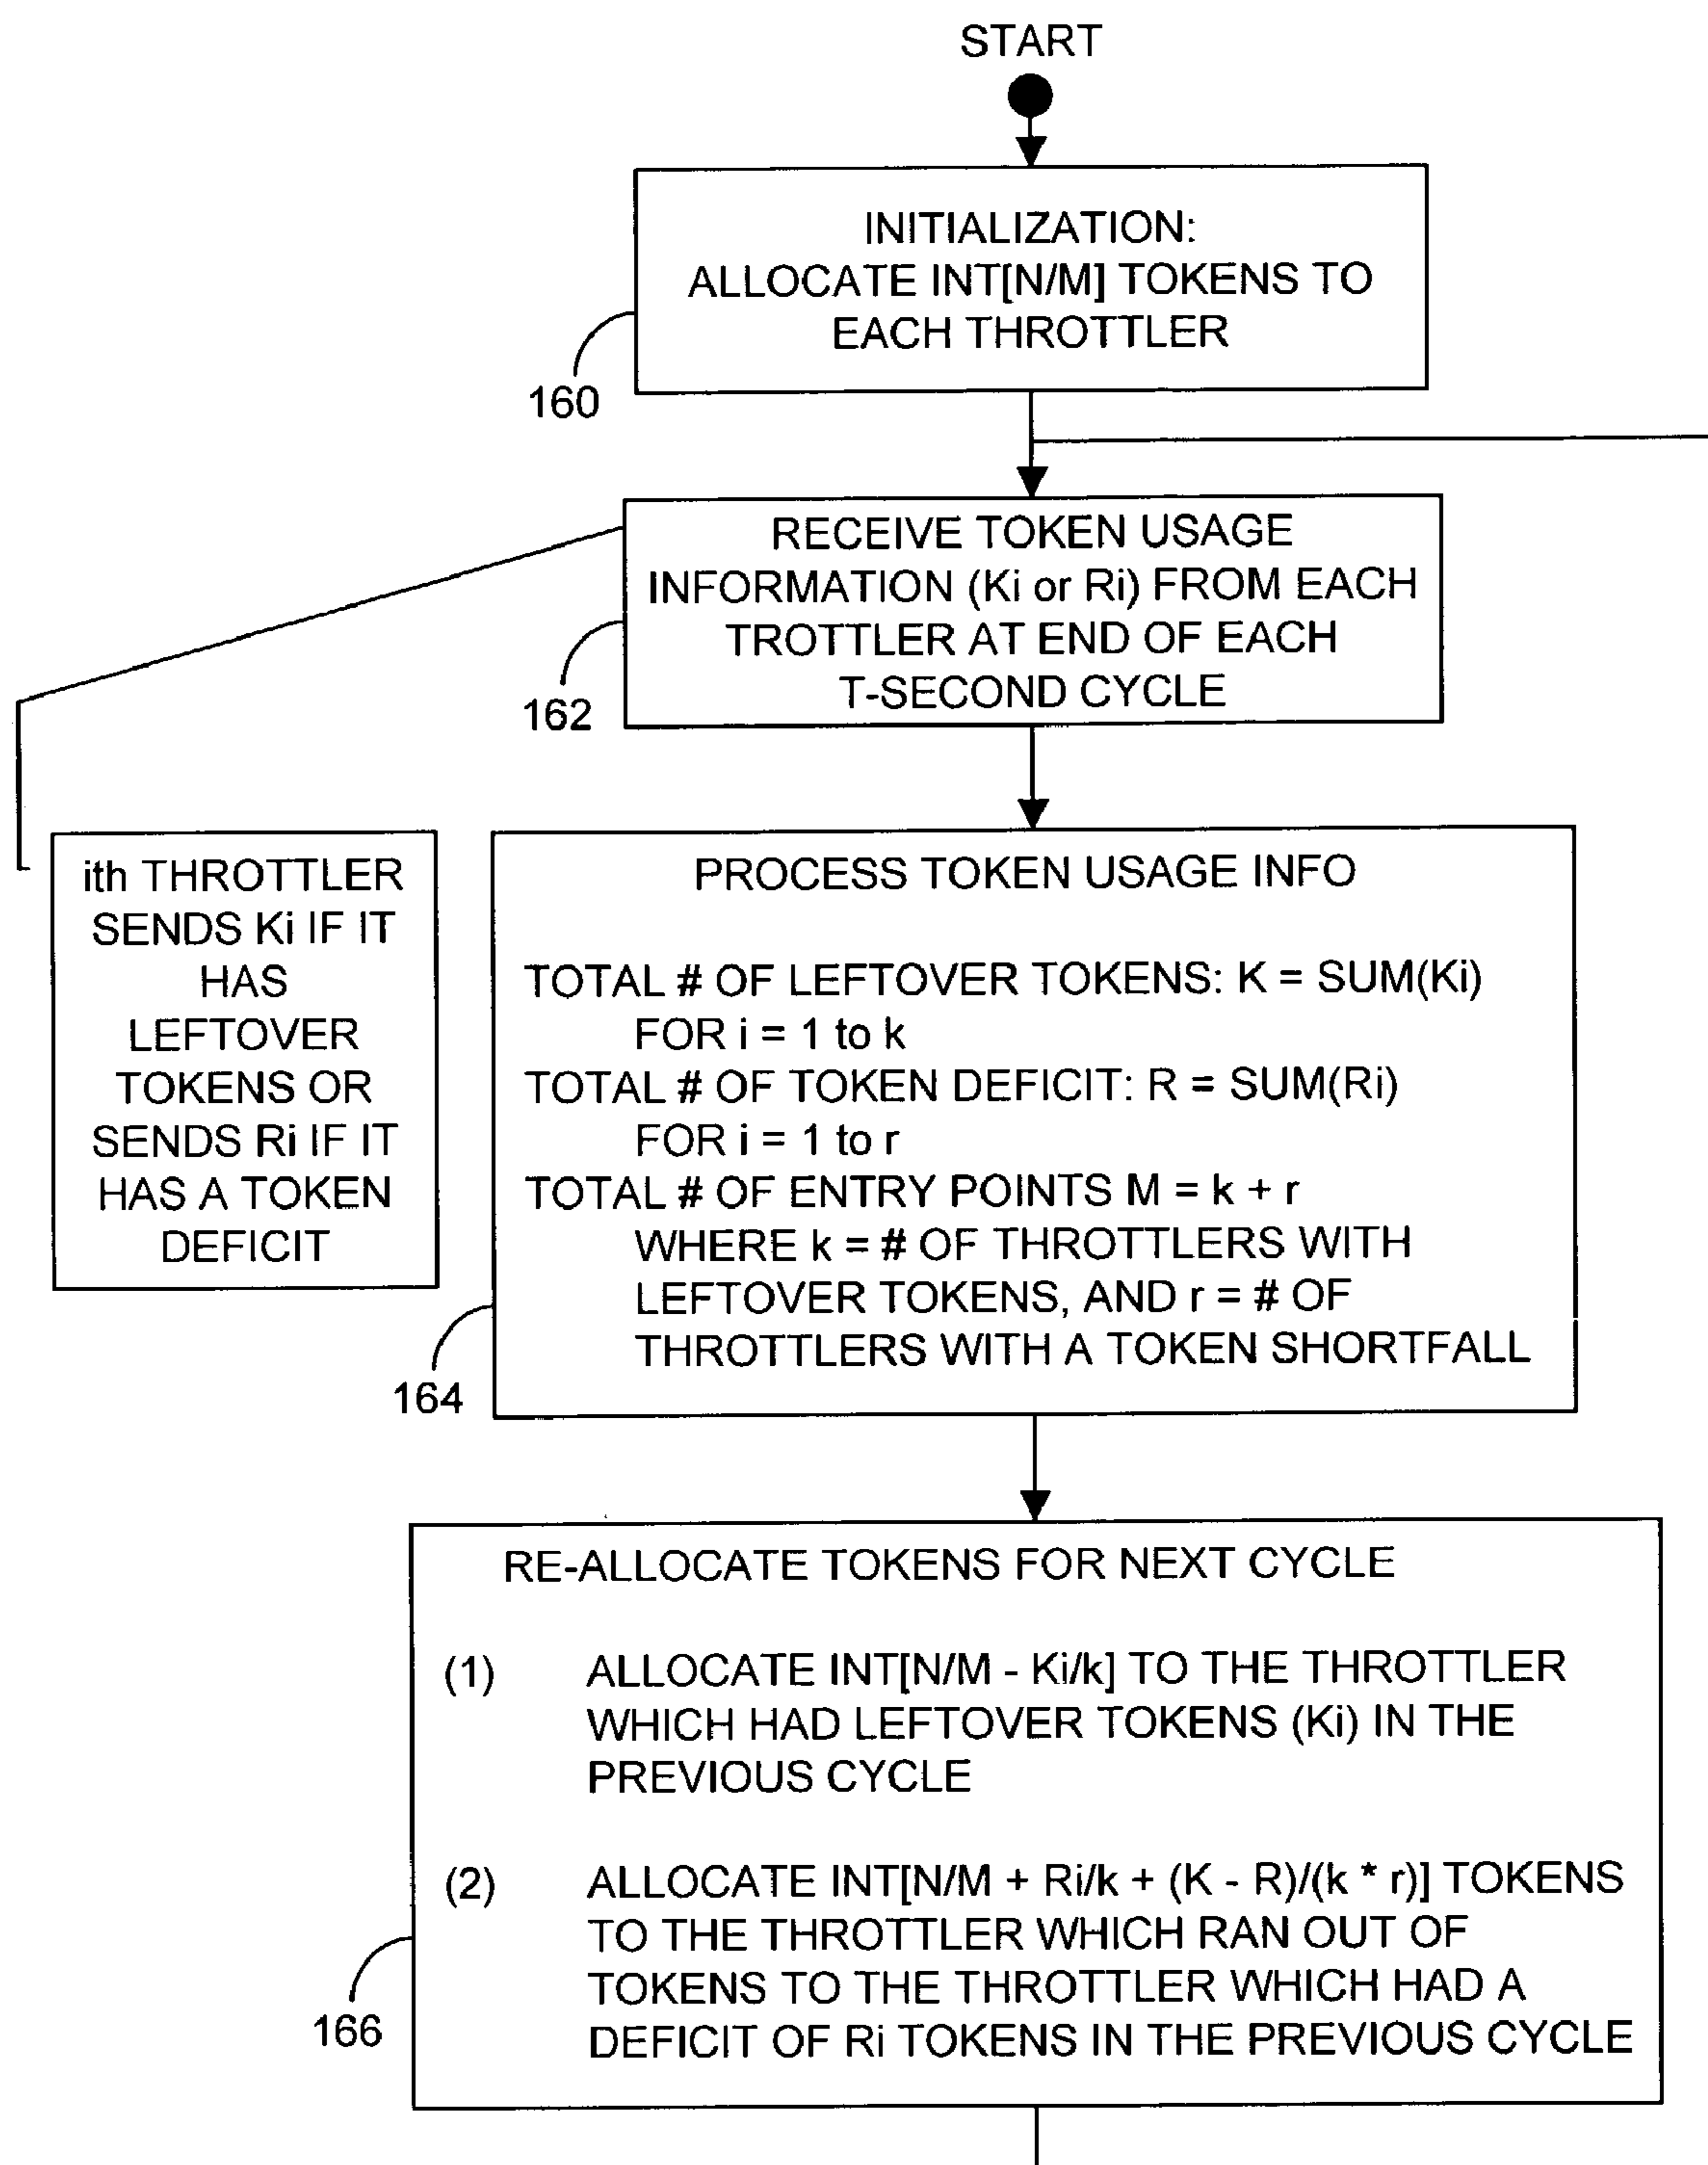 START
INITIALIZATION:
ALLOCATE INT[N/M] TOKENS TO
EACH THROTTLER
160
RECEIVE TOKEN USAGE
INFORMATION (Ki or Ri) FROM EACH
TROTTLER AT END OF EACH
T-SECOND CYCLE
162
ith THROTTLER
SENDS Ki IF IT
HAS
LEFTOVER
TOKENS OR
SENDS Ri IF IT
HAS A TOKEN
DEFICIT
PROCESS TOKEN USAGE INFO
TOTAL # OF LEFTOVER TOKENS: K = SUM(Ki)
FOR i = 1 to k
TOTAL # OF TOKEN DEFICIT: R = SUM(Ri)
FOR i = 1 to r
TOTAL # OF ENTRY POINTS M = k + r
WHERE k = # OF THROTTLERS WITH
LEFTOVER TOKENS, AND r = # OF
THROTTLERS WITH A TOKEN SHORTFALL
164
RE-ALLOCATE TOKENS FOR NEXT CYCLE
(1) ALLOCATE INT[N/M - Ki/k] TO THE THROTTLER
WHICH HAD LEFTOVER TOKENS (Ki) IN THE
PREVIOUS CYCLE
(2) ALLOCATE INT[N/M + Ri/k + (K - R)/(k * r)] TOKENS
TO THE THROTTLER WHICH RAN OUT OF
TOKENS TO THE THROTTLER WHICH HAD A
DEFICIT OF Ri TOKENS IN THE PREVIOUS CYCLE
166